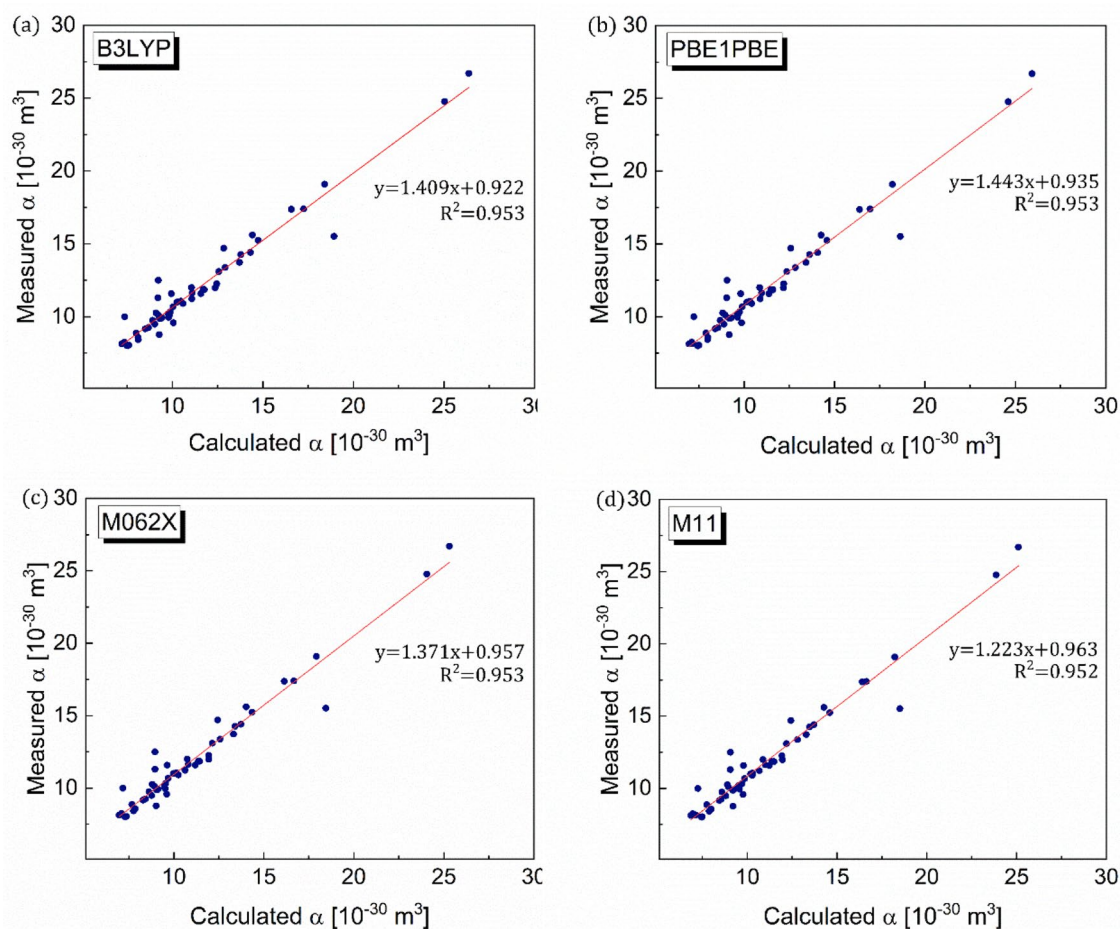 (a)
B3LYP
30
25
20
15
10
Measured α [10⁻³⁰ m³]
y=1.409x+0.922
R²=0.953
10 15 20 25 3
Calculated α [10⁻³⁰ m³]
(b)
PBE1PBE
30
25
20
15
10
Measured α [10⁻³⁰ m³]
y=1.443x+0.935
R²=0.953
10 15 20 25 30
Calculated α [10⁻³⁰ m³]
(c)
M062X
30
25
20
15
10
Measured α [10⁻³⁰ m³]
y=1.371x+0.957
R²=0.953
10 15 20 25 30
Calculated α [10⁻³⁰ m³]
(d)
M11
30
25
20
15
10
Measured α [10⁻³⁰ m³]
y=1.223x+0.963
R²=0.952
10 15 20 25 30
Calculated α [10⁻³⁰ m³]